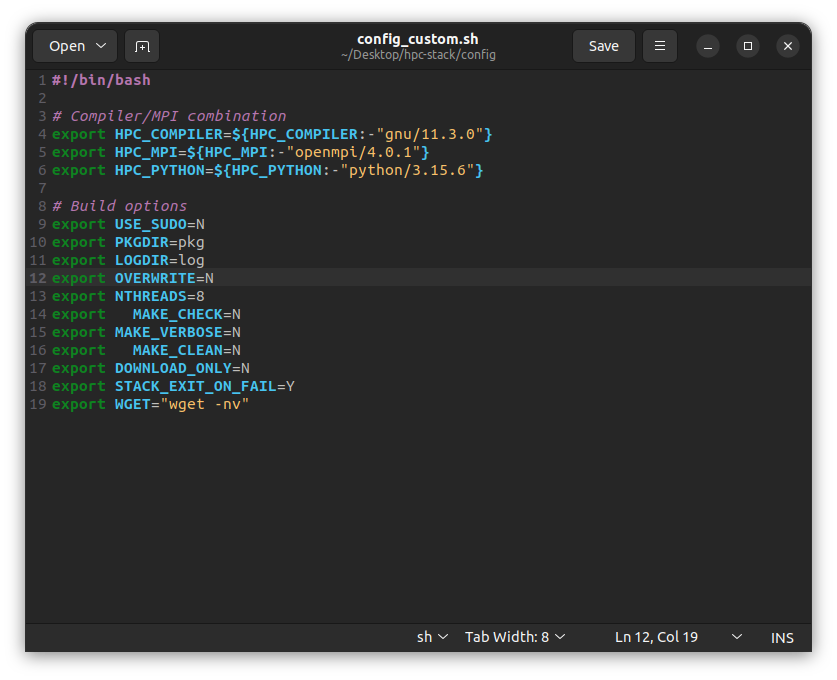 Open
config_custom.sh
~/Desktop/hpc-stack/config
Save
1 #!/bin/bash
2
3 # Compiler/MPI combination
4 export HPC_COMPILER=${HPC_COMPILER:-"gnu/11.3.0"}
5 export HPC_MPI=${HPC_MPI:-"openmpi/4.0.1"}
6 export HPC_PYTHON=${HPC_PYTHON:-"python/3.15.6"}
7
8 # Build options
9 export USE_SUDO=N
10 export PKGDIR=pkg
11 export LOGDIR=log
12 export OVERWRITE=N
13 export NTHREADS=8
14 export   MAKE_CHECK=N
15 export MAKE_VERBOSE=N
16 export   MAKE_CLEAN=N
17 export DOWNLOAD_ONLY=N
18 export STACK_EXIT_ON_FAIL=Y
19 export WGET="wget -nv"
sh Tab Width: 8 Ln 12, Col 19 INS